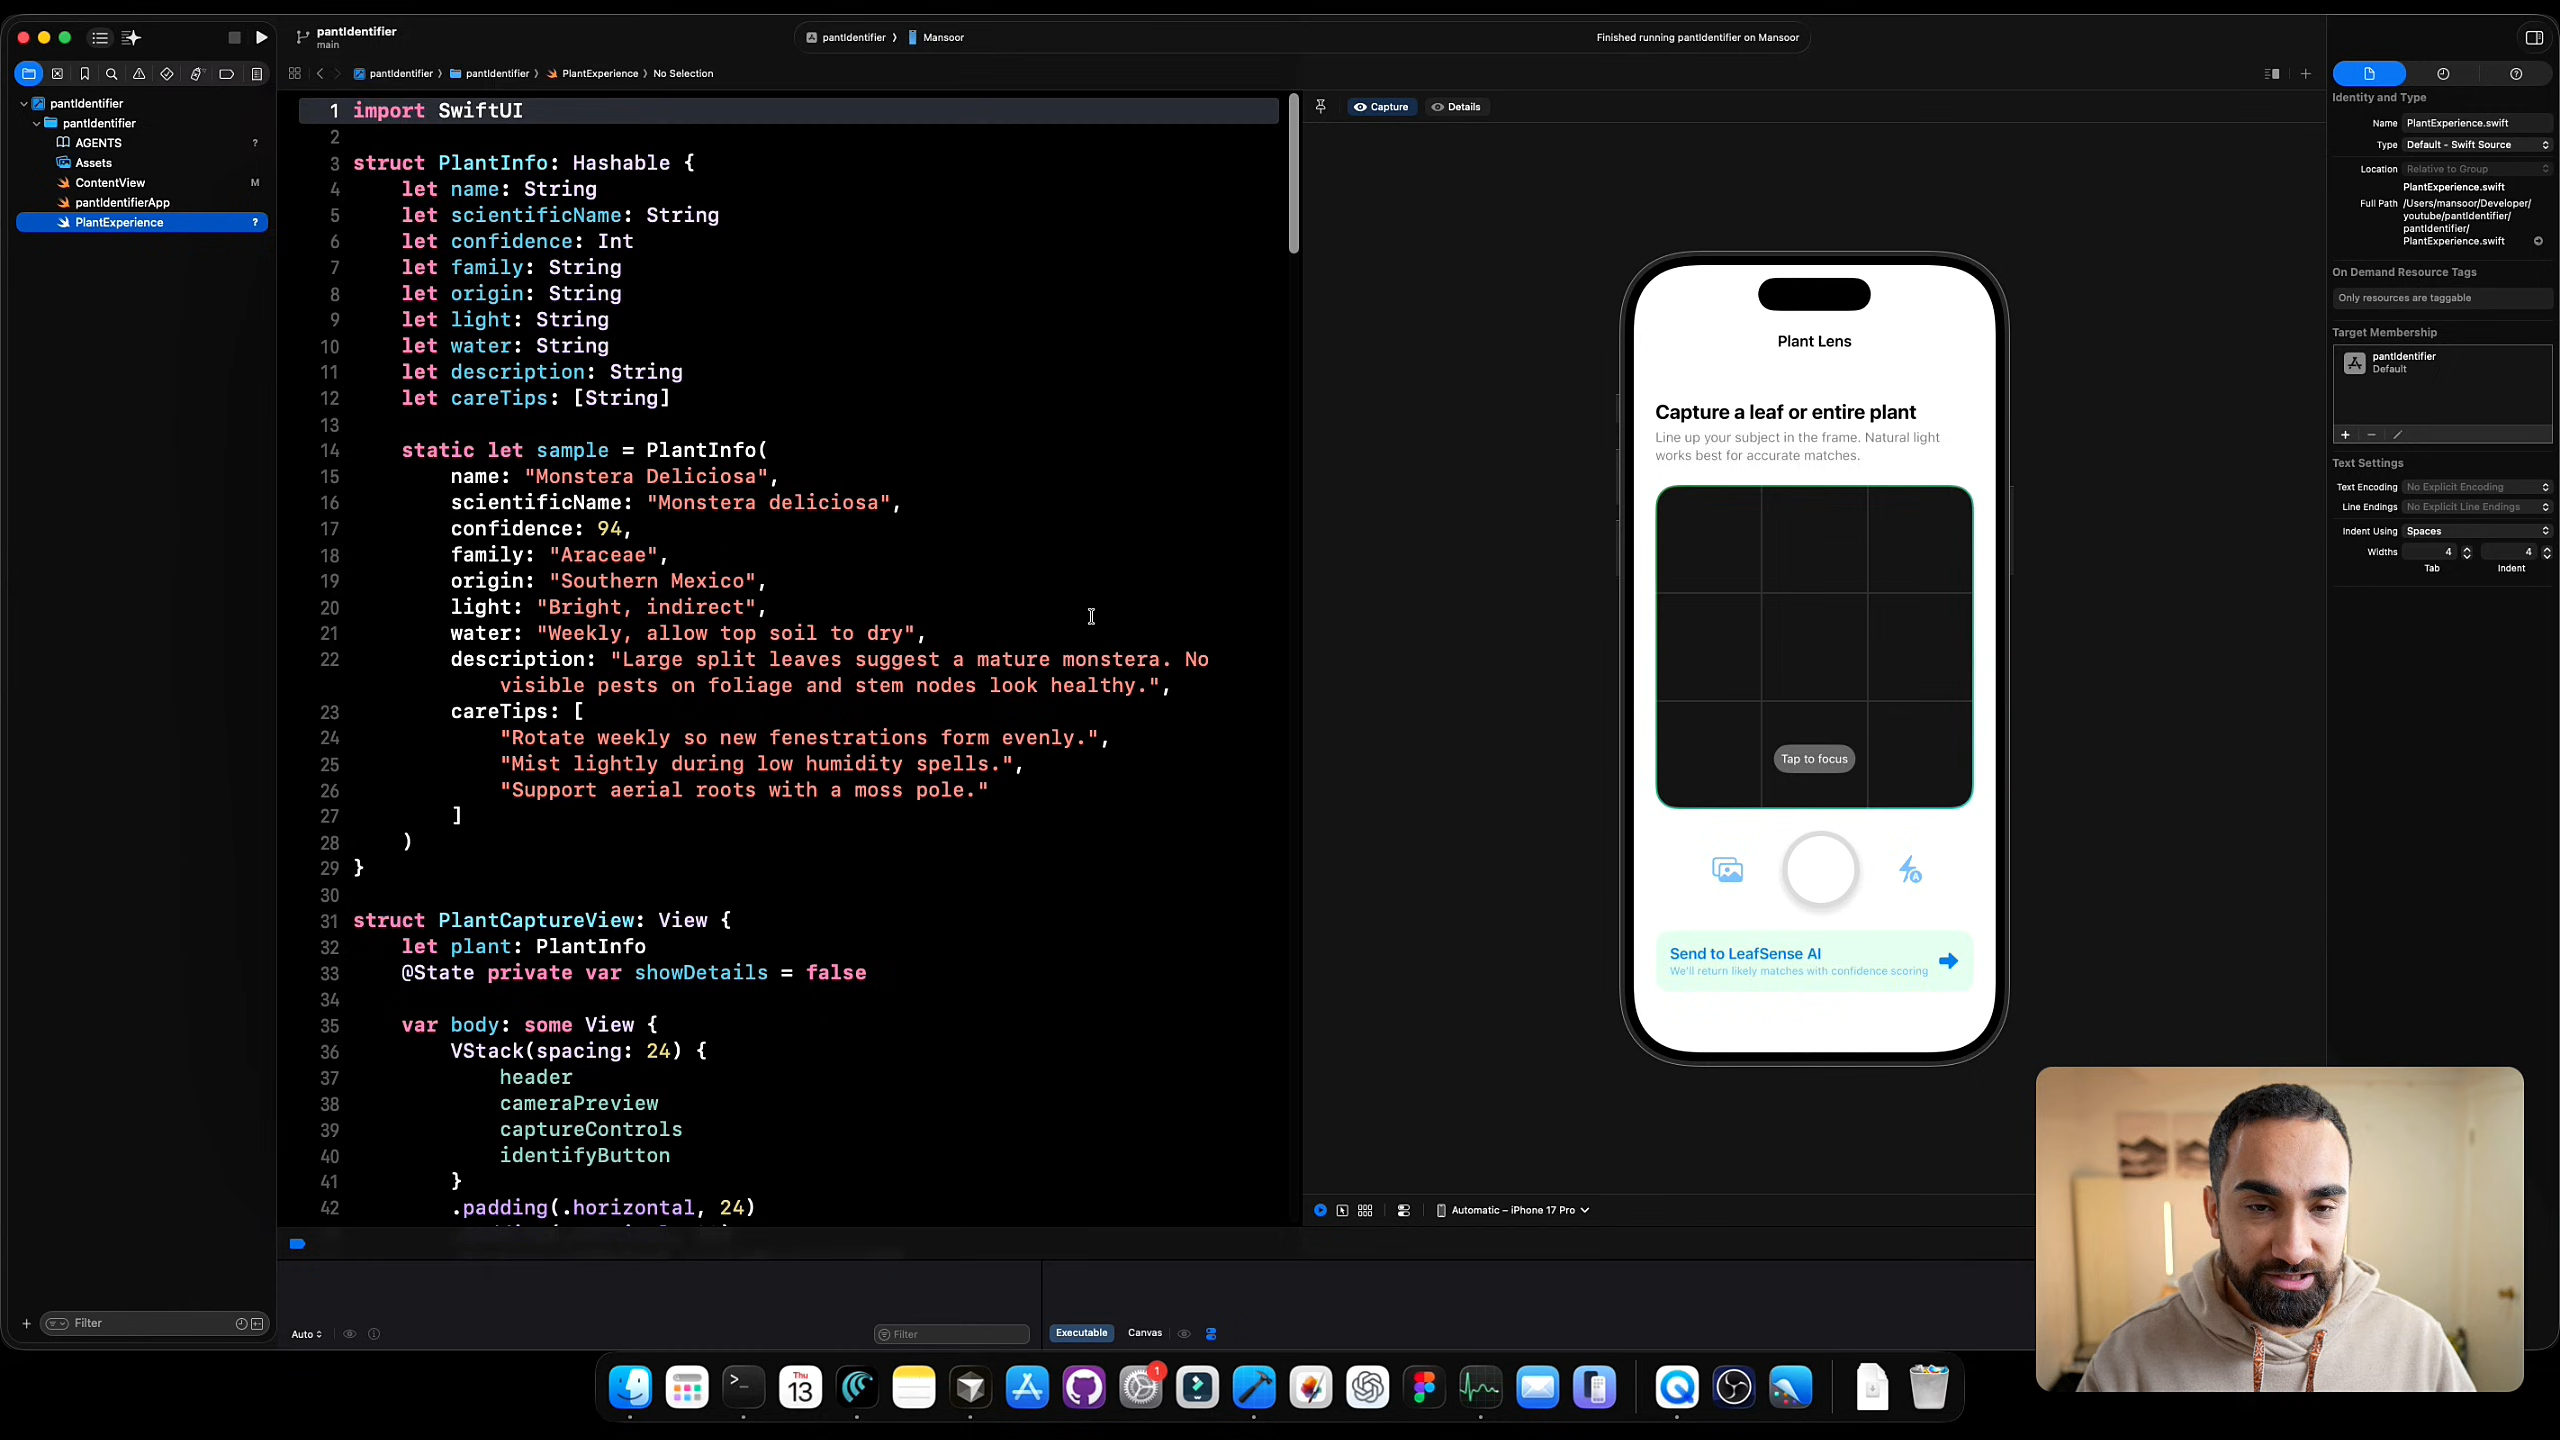 pantIdentifier
main
pantIdentifier
Mansoor
Finished running pantIdentifier on Mansoor
pantIdentifier
pantIdentifier
PlantExperience
No Selection
pantIdentifier
pantIdentifier
AGENTS ?
Assets
ContentView M
pantIdentifierApp
PlantExperience ?
1 import SwiftUI
2
3 struct PlantInfo: Hashable {
4 let name: String
5 let scientificName: String
6 let confidence: Int
7 let family: String
8 let origin: String
9 let light: String
10 let water: String
11 let description: String
12 let careTips: [String]
13
14 static let sample = PlantInfo(
15 name: "Monstera Deliciosa",
16 scientificName: "Monstera deliciosa",
17 confidence: 94,
18 family: "Araceae",
19 origin: "Southern Mexico",
20 light: "Bright, indirect",
21 water: "Weekly, allow top soil to dry",
22 description: "Large split leaves suggest a mature monstera. No
visible pests on foliage and stem nodes look healthy.",
23 careTips: [
24 "Rotate weekly so new fenestrations form evenly.",
25 "Mist lightly during low humidity spells.",
26 "Support aerial roots with a moss pole."
27 ]
28 )
29 }
30
31 struct PlantCaptureView: View {
32 let plant: PlantInfo
33 @State private var showDetails = false
34
35 var body: some View {
36 VStack(spacing: 24) {
37 header
38 cameraPreview
39 captureControls
40 identifyButton
41 }
42 .padding(.horizontal, 24)
Capture
Details
Plant Lens
Capture a leaf or entire plant
Line up your subject in the frame. Natural light
works best for accurate matches.
Tap to focus
Send to LeafSense AI
We'll return likely matches with confidence scoring
Automatic – iPhone 17 Pro
Identity and Type
Name PlantExperience.swift
Type Default - Swift Source
Location Relative to Group
PlantExperience.swift
Full Path /Users/mansoor/Developer/
youtube/pantIdentifier/
pantIdentifier/
PlantExperience.swift
On Demand Resource Tags
Only resources are taggable
Target Membership
pantIdentifier
Default
Text Settings
Text Encoding No Explicit Encoding
Line Endings No Explicit Line Endings
Indent Using Spaces
Widths 4 4
Tab Indent
Filter
Auto
Filter
Executable
Canvas
Thu
13
1